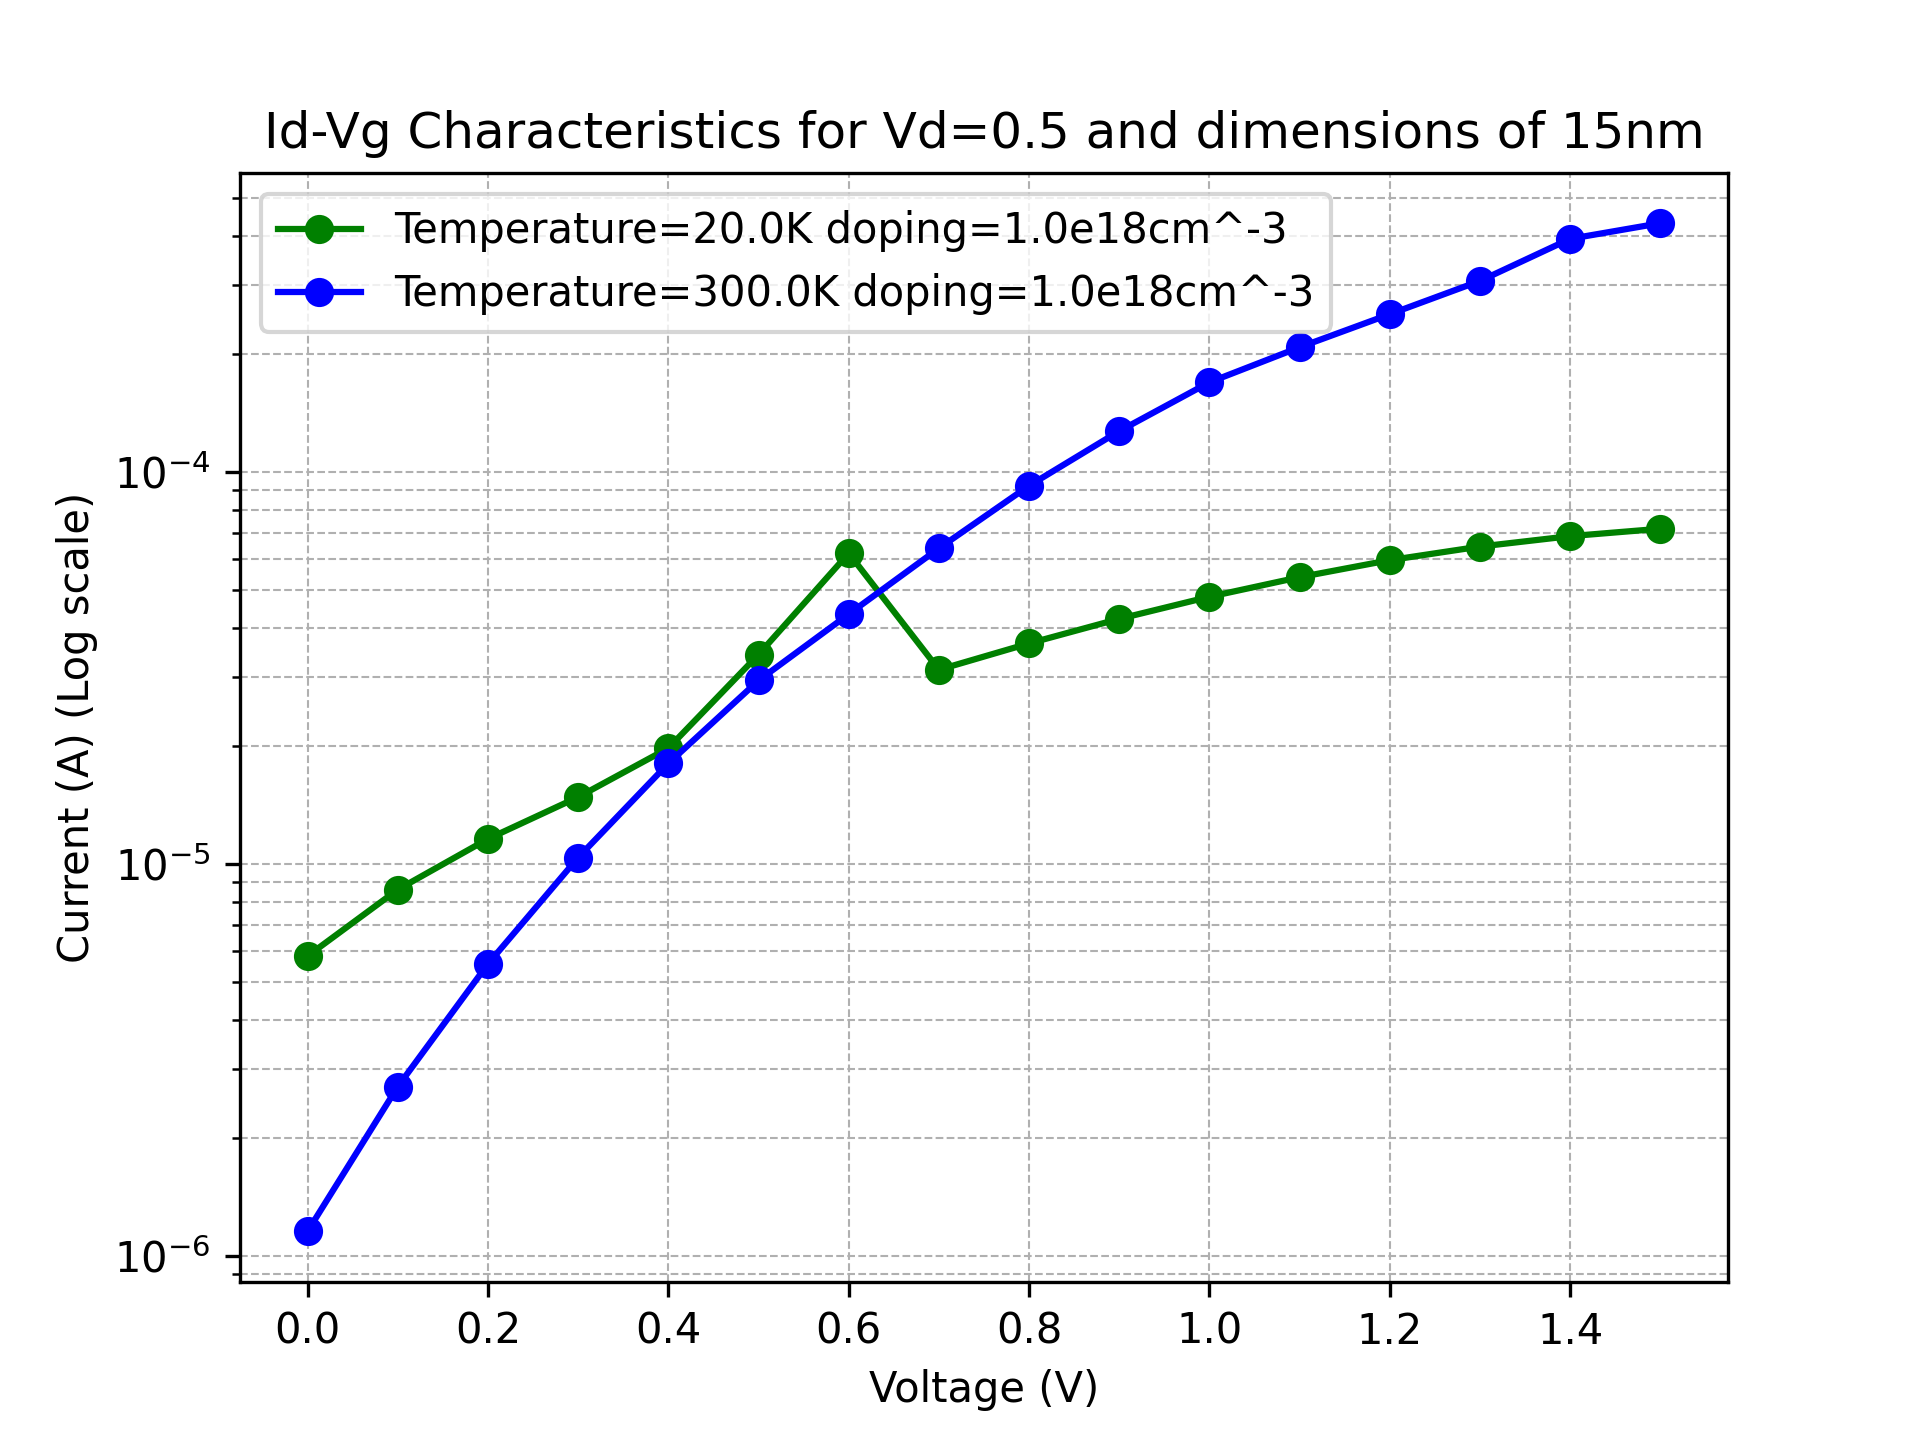 Id-Vg Characteristics for Vd=0.5 and dimensions of 15nm
Temperature=20.0K doping=1.0e18cm^-3
Temperature=300.0K doping=1.0e18cm^-3
Current (A) (Log scale)
10⁻⁴
10⁻⁵
10⁻⁶
0.0 0.2 0.4 0.6 0.8 1.0 1.2 1.4
Voltage (V)